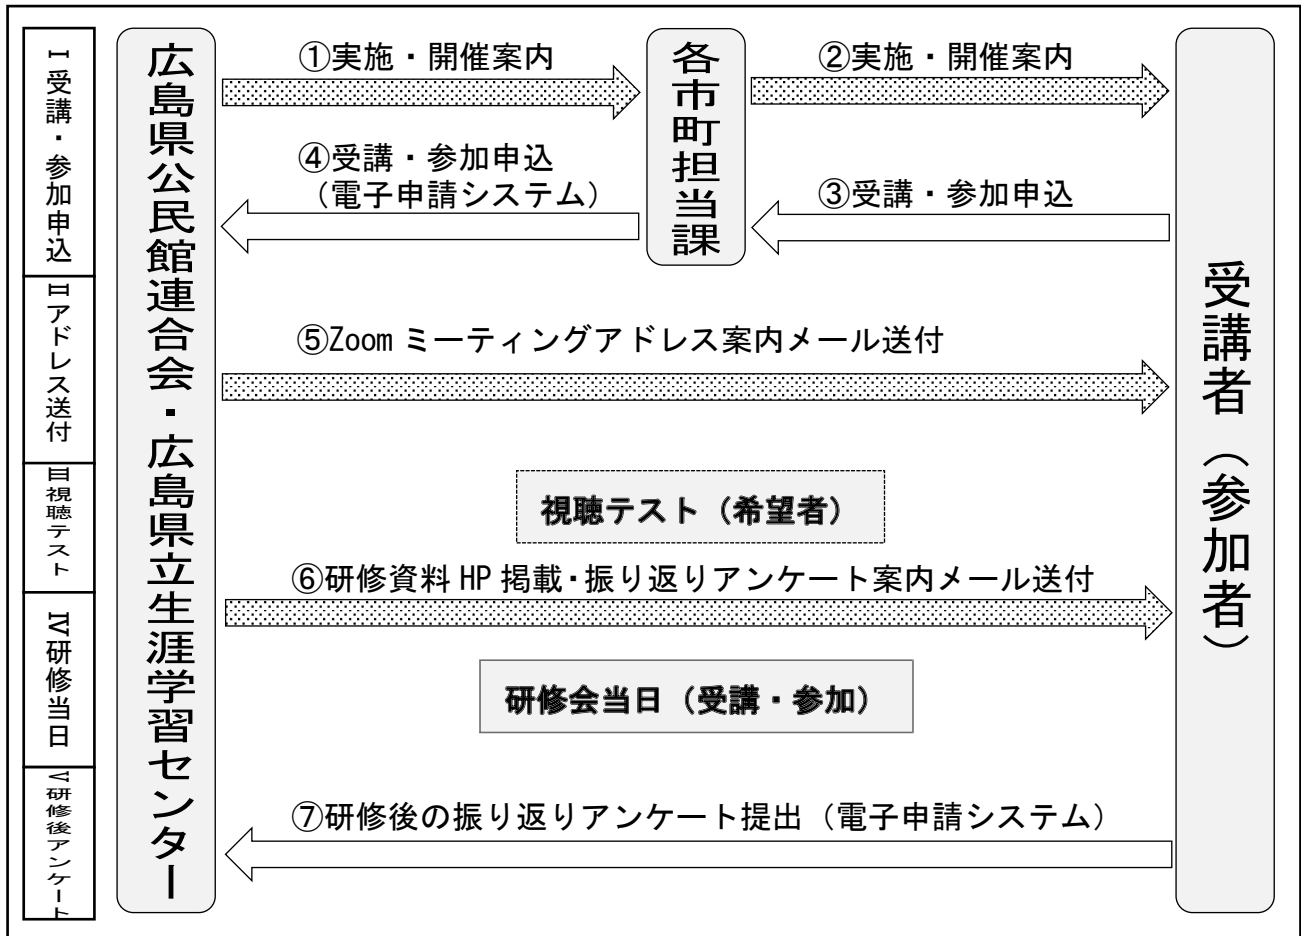 Ⅰ受講・参加申込
Ⅱアドレス送付
Ⅲ視聴テスト
Ⅳ研修当日
Ⅴ研修後アンケート
広島県公民館連合会・広島県立生涯学習センター
①実施・開催案内
各市町担当課
②実施・開催案内
④受講・参加申込
（電子申請システム）
③受講・参加申込
⑤Zoom ミーティングアドレス案内メール送付
視聴テスト（希望者）
⑥研修資料 HP 掲載・振り返りアンケート案内メール送付
研修会当日（受講・参加）
⑦研修後の振り返りアンケート提出（電子申請システム）
受講者（参加者）